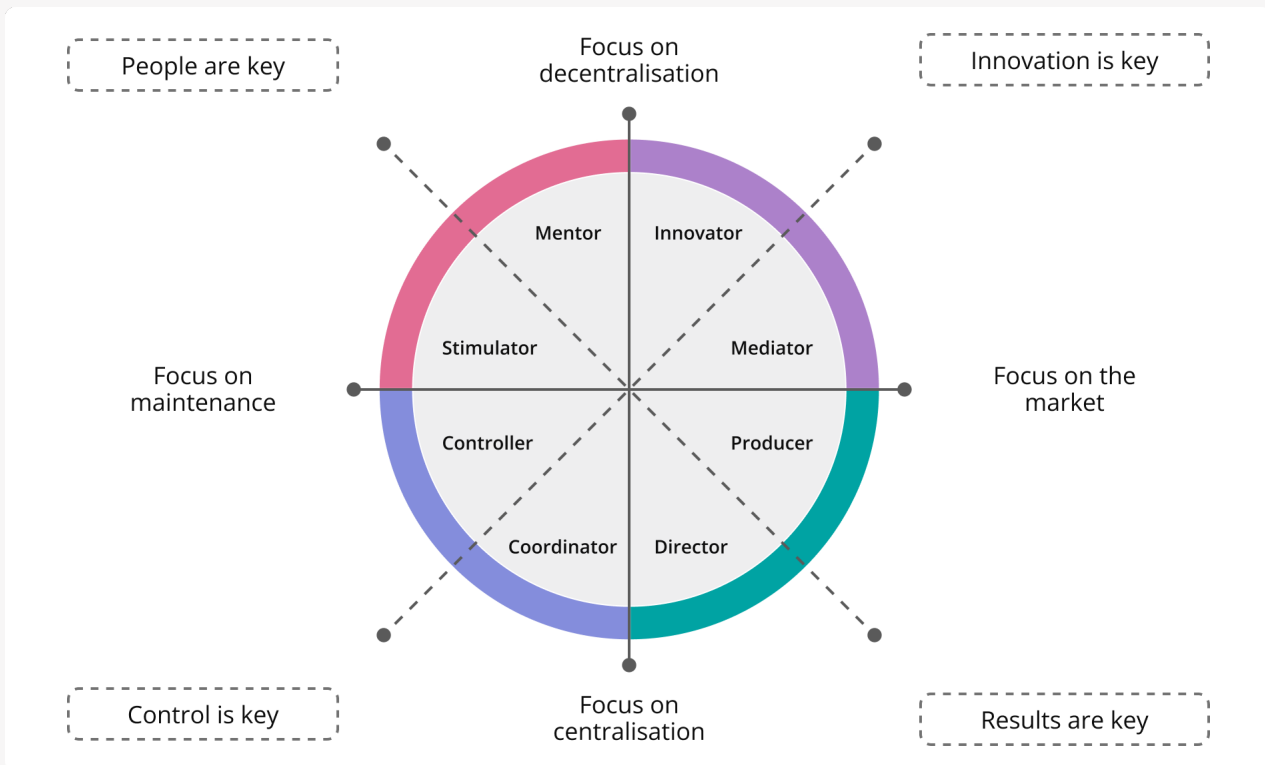 Focus on
decentralisation
People are key
Innovation is key
Mentor
Innovator
Stimulator
Mediator
Focus on
maintenance
Focus on the
market
Controller
Producer
Coordinator
Director
Control is key
Focus on
centralisation
Results are key